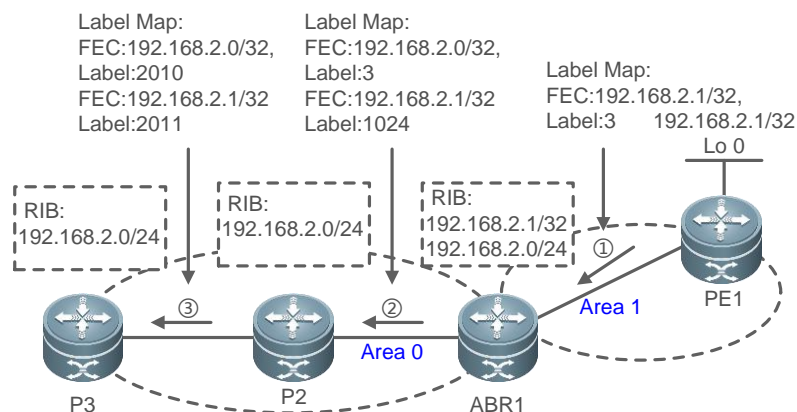 Label Map:
FEC:192.168.2.0/32,
Label:2010
FEC:192.168.2.1/32
Label:2011
Label Map:
FEC:192.168.2.0/32,
Label:3
FEC:192.168.2.1/32
Label:1024
Label Map:
FEC:192.168.2.1/32,
Label:3
192.168.2.1/32
Lo 0
RIB:
192.168.2.0/24
RIB:
192.168.2.0/24
RIB:
192.168.2.1/32
192.168.2.0/24
①
PE1
③
②
Area 1
Area 0
P3
P2
ABR1